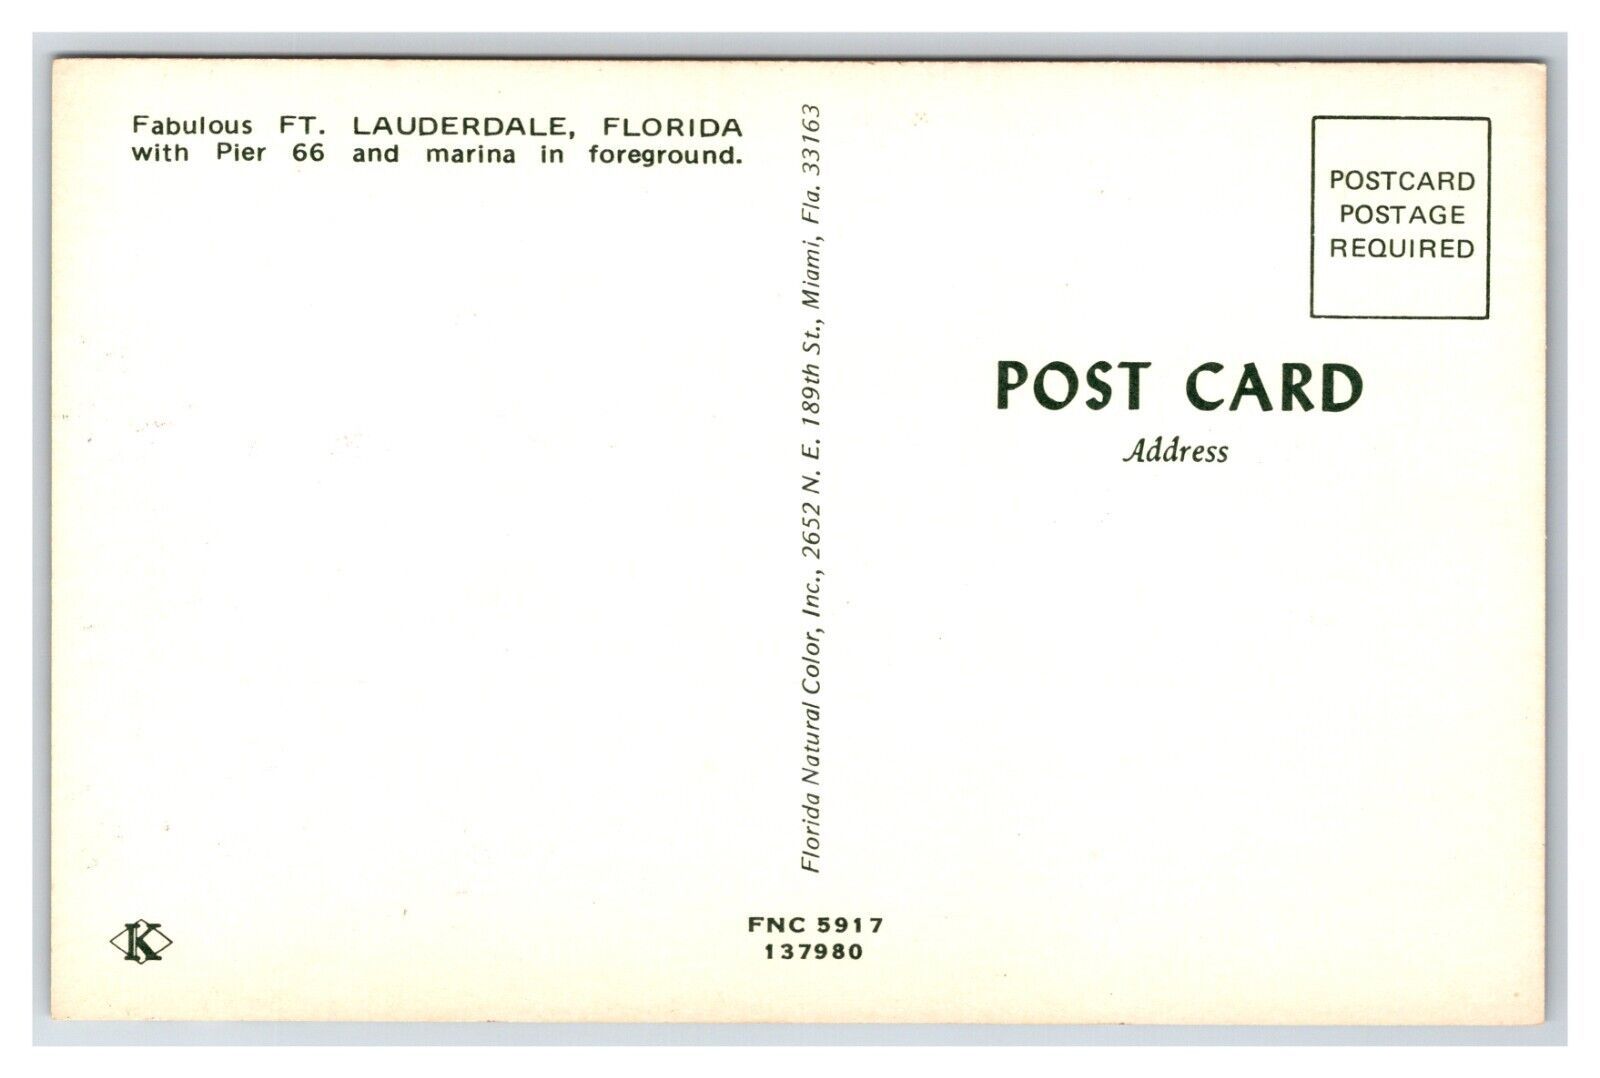 Fabulous FT. LAUDERDALE, FLORIDA
with Pier 66 and marina in foreground.
Florida Natural Color, Inc., 2652 N. E. 189th St., Miami, Fla. 33163
POSTCARD
POSTAGE
REQUIRED
POST CARD
Address
K
FNC 5917
137980